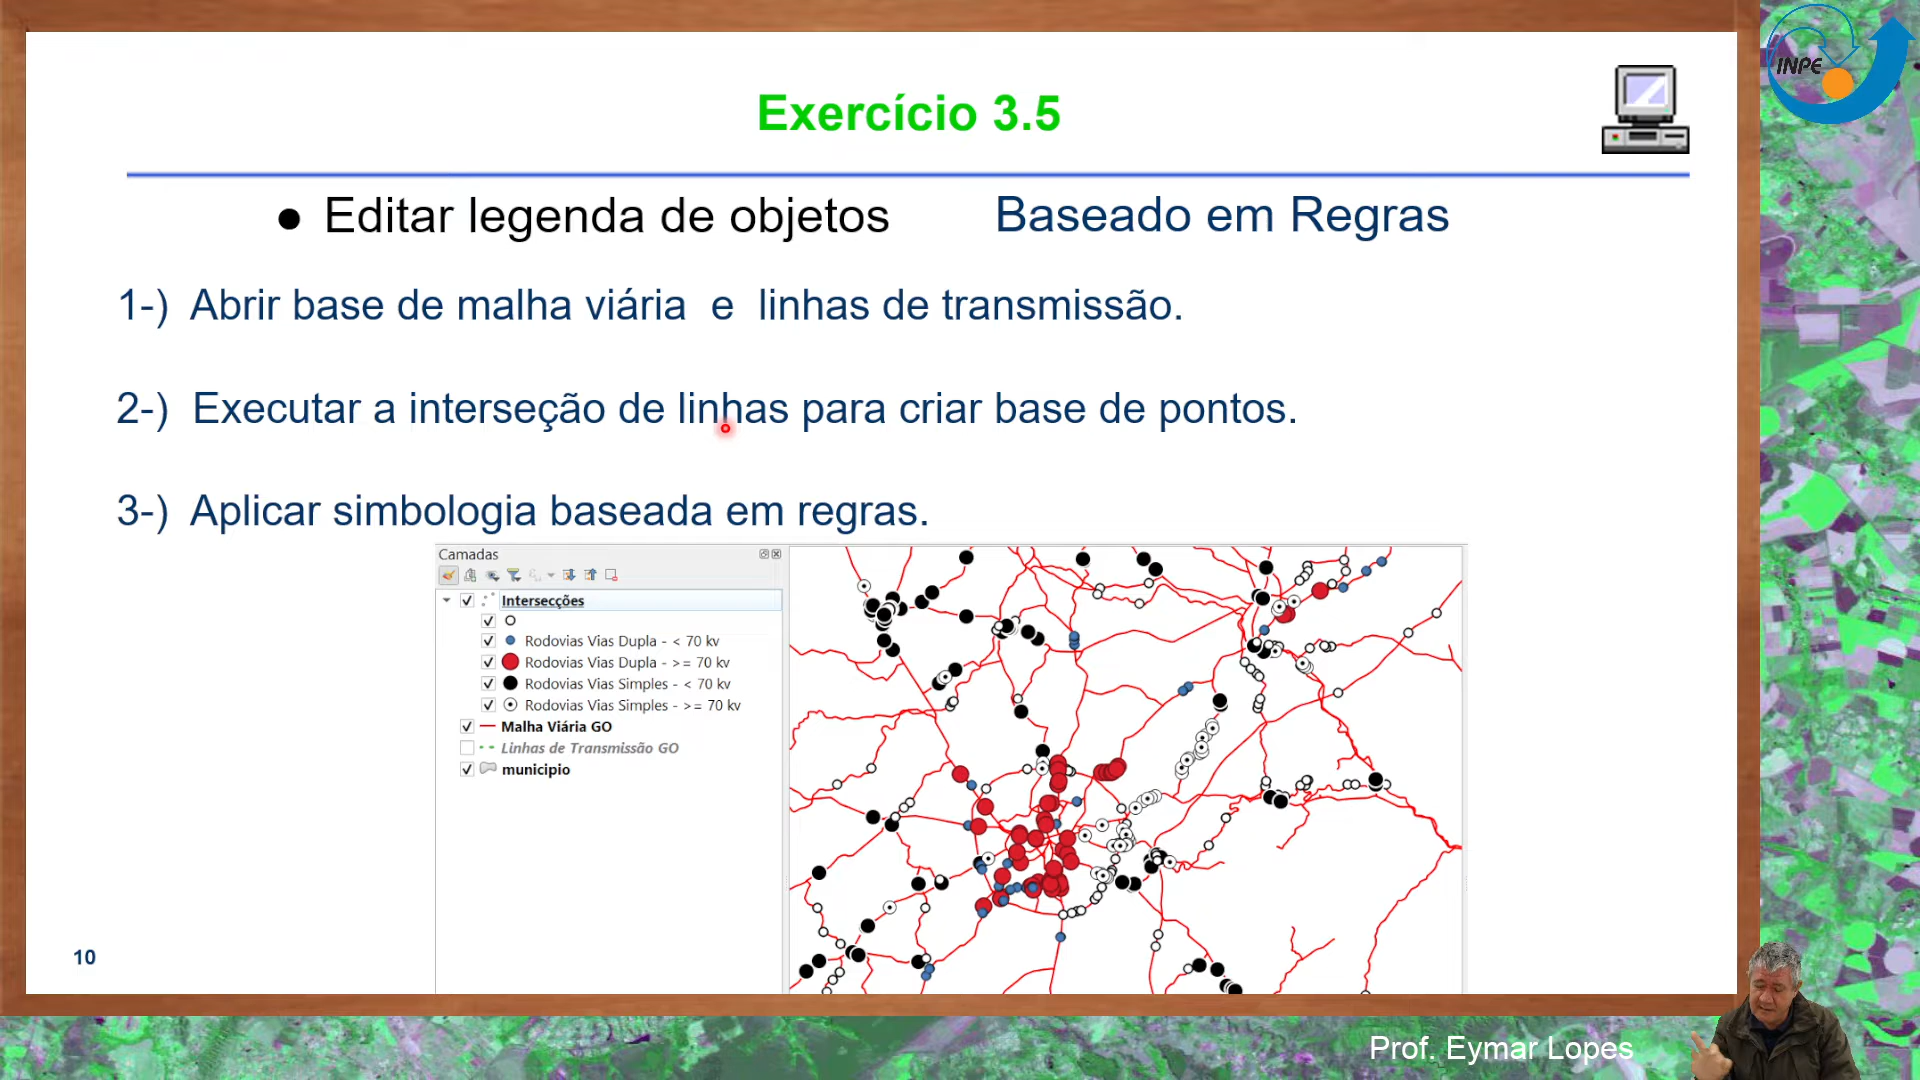 INPE
Exercício 3.5
● Editar legenda de objetos Baseado em Regras
1-) Abrir base de malha viária e linhas de transmissão.
2-) Executar a interseção de linhas para criar base de pontos.
3-) Aplicar simbologia baseada em regras.
Camadas
Intersecções
Rodovias Vias Dupla - < 70 kv
Rodovias Vias Dupla - >= 70 kv
Rodovias Vias Simples - < 70 kv
Rodovias Vias Simples - >= 70 kv
Malha Viária GO
Linhas de Transmissão GO
municipio
10
Prof. Eymar Lopes